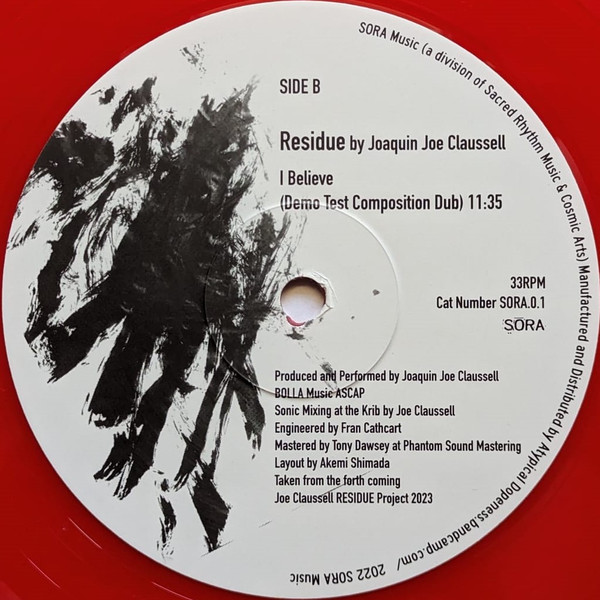 SORA Music (a division of Sacred Rhythm Music & Cosmic Arts) Manufactured and Distributed by Atypical Dopeness.bandcamp.com/ 2022 SORA Music
SIDE B
Residue by Joaquin Joe Claussell
I Believe
(Demo Test Composition Dub) 11:35
33RPM
Cat Number SORA.0.1
SORA
Produced and Performed by Joaquin Joe Claussell
BOLLA Music ASCAP
Sonic Mixing at the Krib by Joe Claussell
Engineered by Fran Cathcart
Mastered by Tony Dawsey at Phantom Sound Mastering
Layout by Akemi Shimada
Taken from the forth coming
Joe Claussell RESIDUE Project 2023